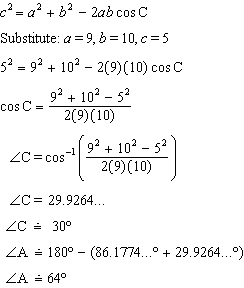 c² = a² + b² − 2ab cos C
Substitute: a = 9, b = 10, c = 5
5² = 9² + 10² − 2(9)(10) cos C
cos C = (9² + 10² − 5²) / 2(9)(10)
∠C = cos⁻¹((9² + 10² − 5²) / 2(9)(10))
∠C = 29.9264...
∠C ≐ 30°
∠A ≐ 180° − (86.1774...° + 29.9264...°)
∠A ≐ 64°